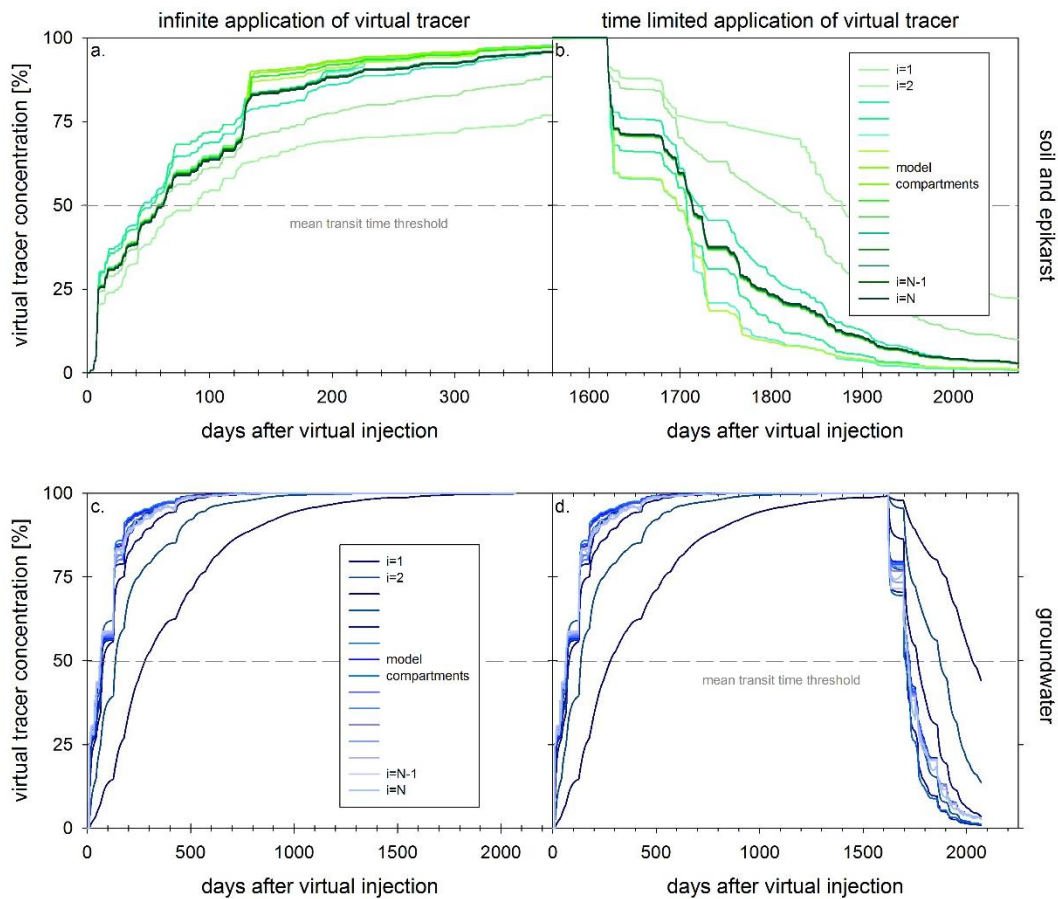 infinite application of virtual tracer
time limited application of virtual tracer
virtual tracer concentration [%]
100
75
50
25
0
a.
mean transit time threshold
0
100
200
300
days after virtual injection
b.
i=1
i=2
model
compartments
i=N-1
i=N
1600
1700
1800
1900
2000
days after virtual injection
soil and epikarst
virtual tracer concentration [%]
100
75
50
25
0
c.
i=1
i=2
model
compartments
i=N-1
i=N
0
500
1000
1500
2000
days after virtual injection
d.
mean transit time threshold
0
500
1000
1500
2000
days after virtual injection
groundwater